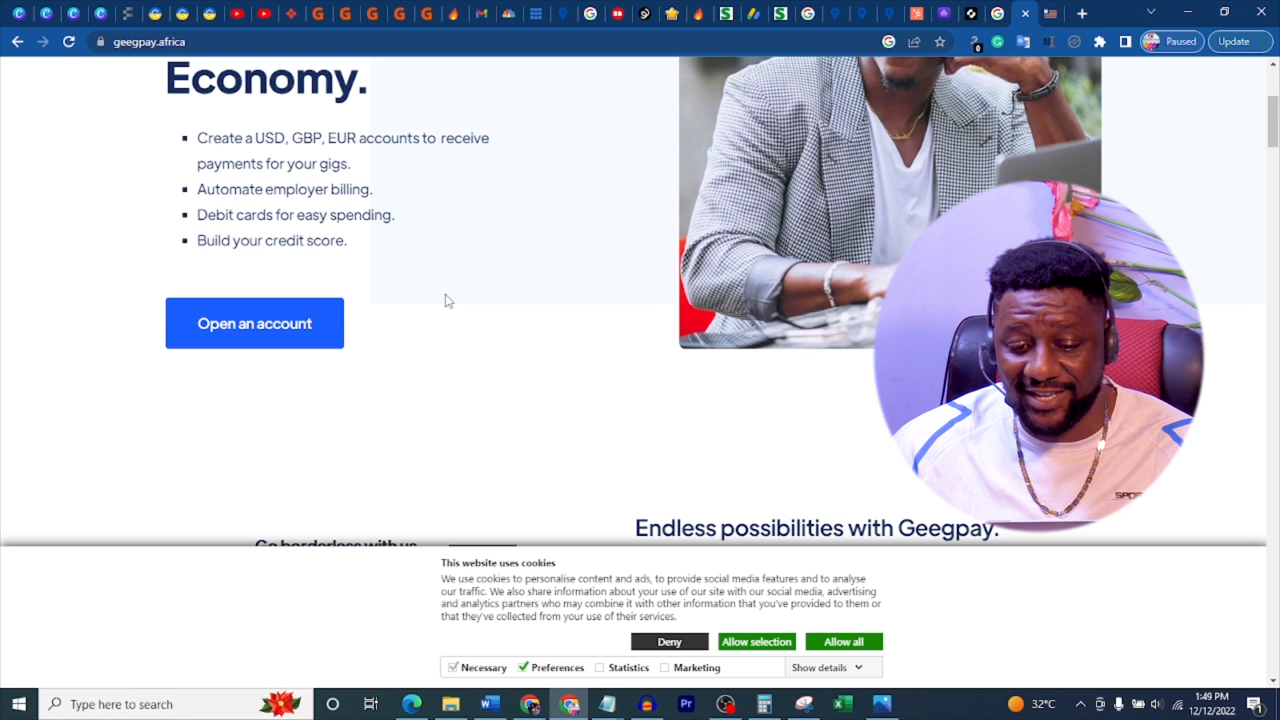 geegpay.africa
Paused
Update
Economy.
Create a USD, GBP, EUR accounts to receive
payments for your gigs.
Automate employer billing.
Debit cards for easy spending.
Build your credit score.
Open an account
Endless possibilities with Geegpay.
Go borderless with us
This website uses cookies
We use cookies to personalise content and ads, to provide social media features and to analyse
our traffic. We also share information about your use of our site with our social media, advertising
and analytics partners who may combine it with other information that you've provided to them or
that they've collected from your use of their services.
Deny
Allow selection
Allow all
Necessary
Preferences
Statistics
Marketing
Show details
Type here to search
32°C
1:49 PM
12/12/2022